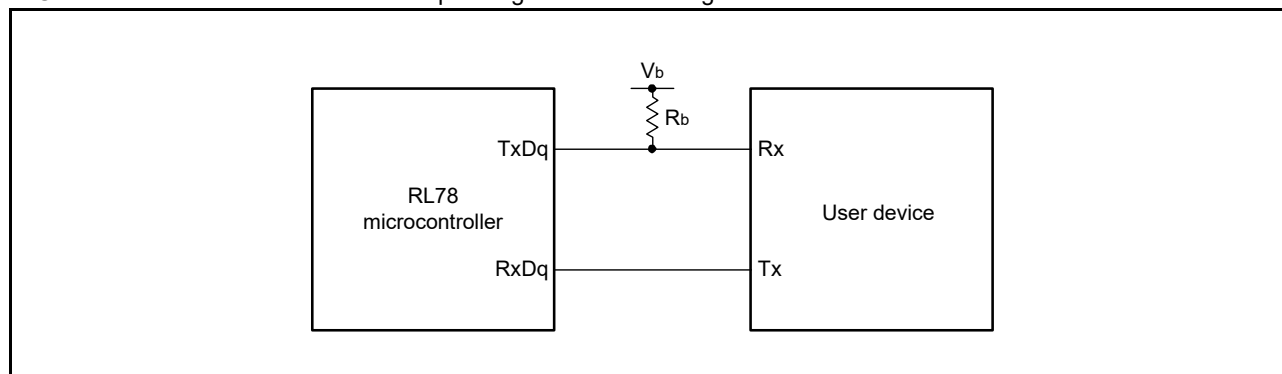 Vb
Rb
TxDq
Rx
RL78
microcontroller
User device
RxDq
Tx